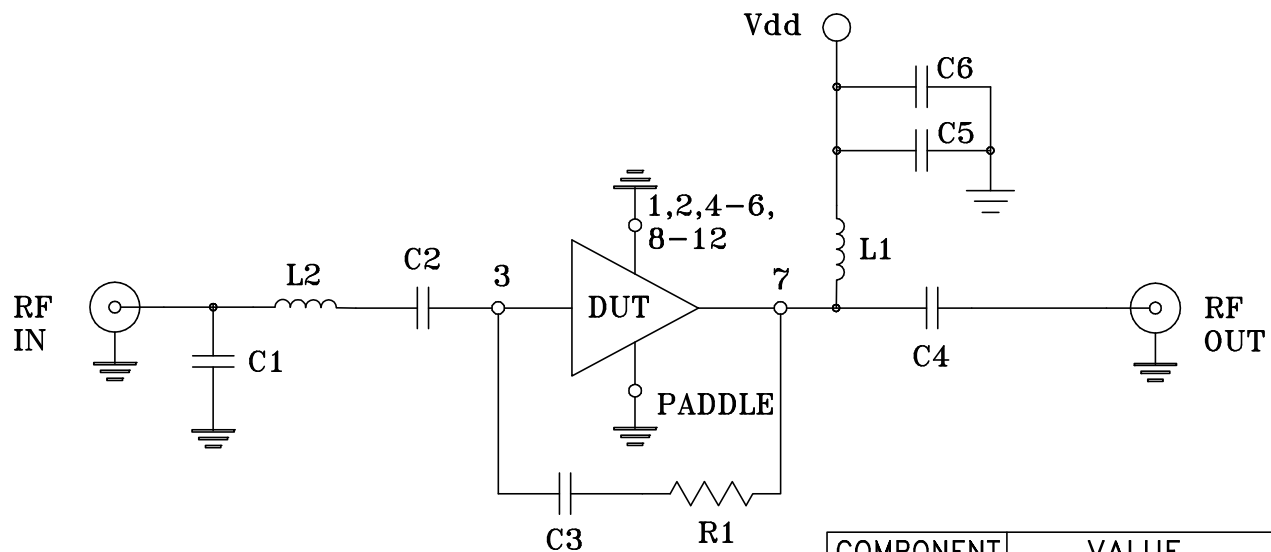 Vdd
C6
C5
1,2,4-6,
8-12
L1
C2
L2
3
7
RF
IN
DUT
RF
OUT
C1
C4
PADDLE
C3
R1
COMPONENT
VALUE